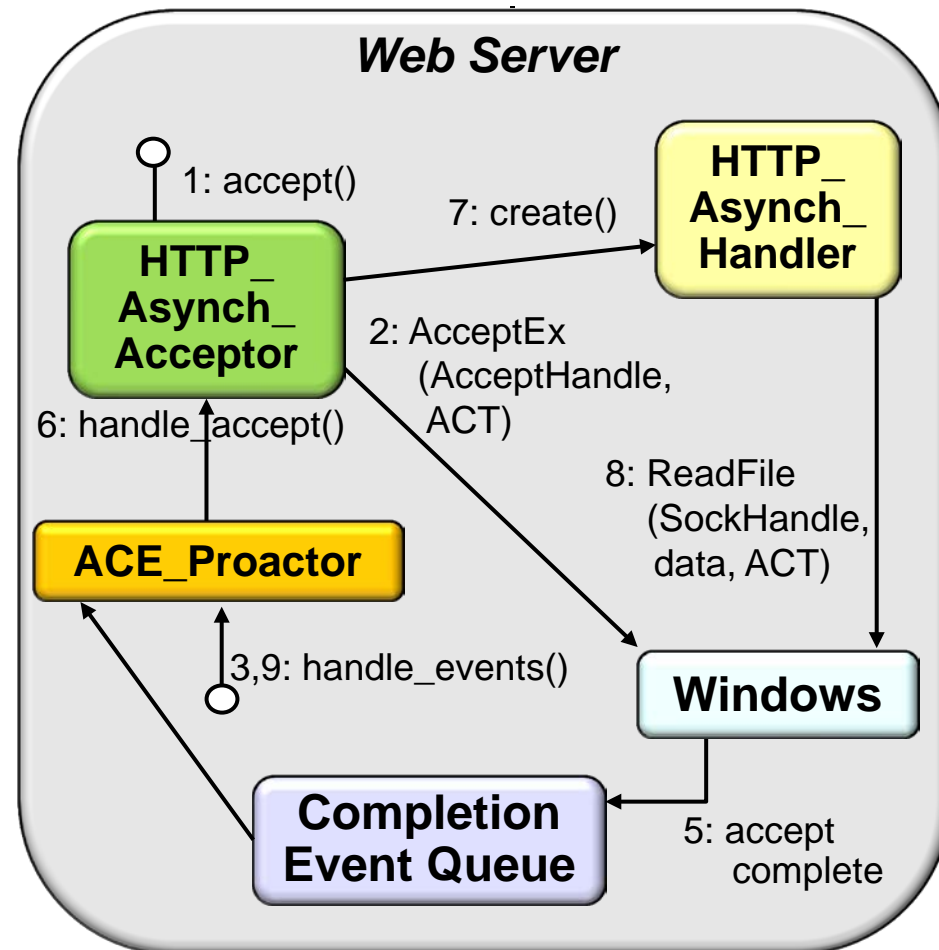 Web Server
1: accept()
HTTP_
Asynch_
Handler
7: create()
HTTP_
Asynch_
Acceptor
2: AcceptEx
(AcceptHandle,
ACT)
6: handle_accept()
8: ReadFile
(SockHandle,
data, ACT)
ACE_Proactor
3,9: handle_events()
Windows
Completion
Event Queue
5: accept
complete